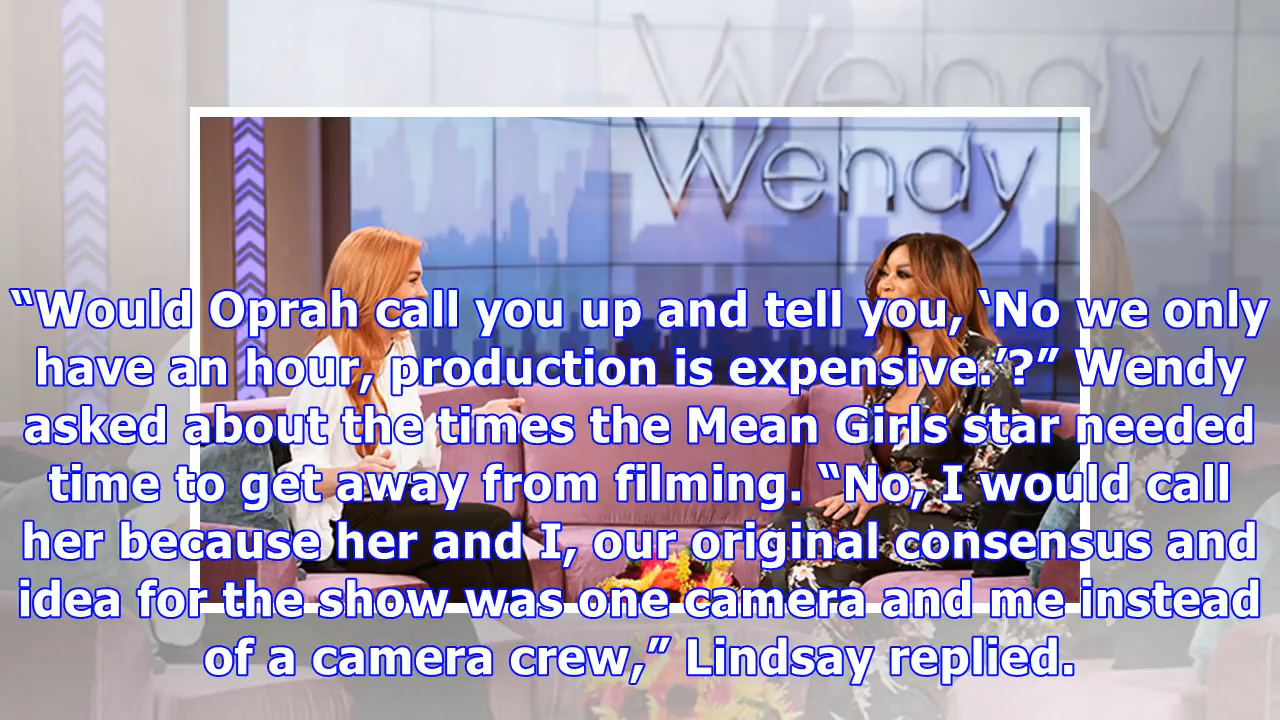 Wendy
Wendy
“Would Oprah call you up and tell you, ‘No we only
have an hour, production is expensive.’?” Wendy
asked about the times the Mean Girls star needed
time to get away from filming. “No, I would call
her because her and I, our original consensus and
idea for the show was one camera and me instead
of a camera crew,” Lindsay replied.